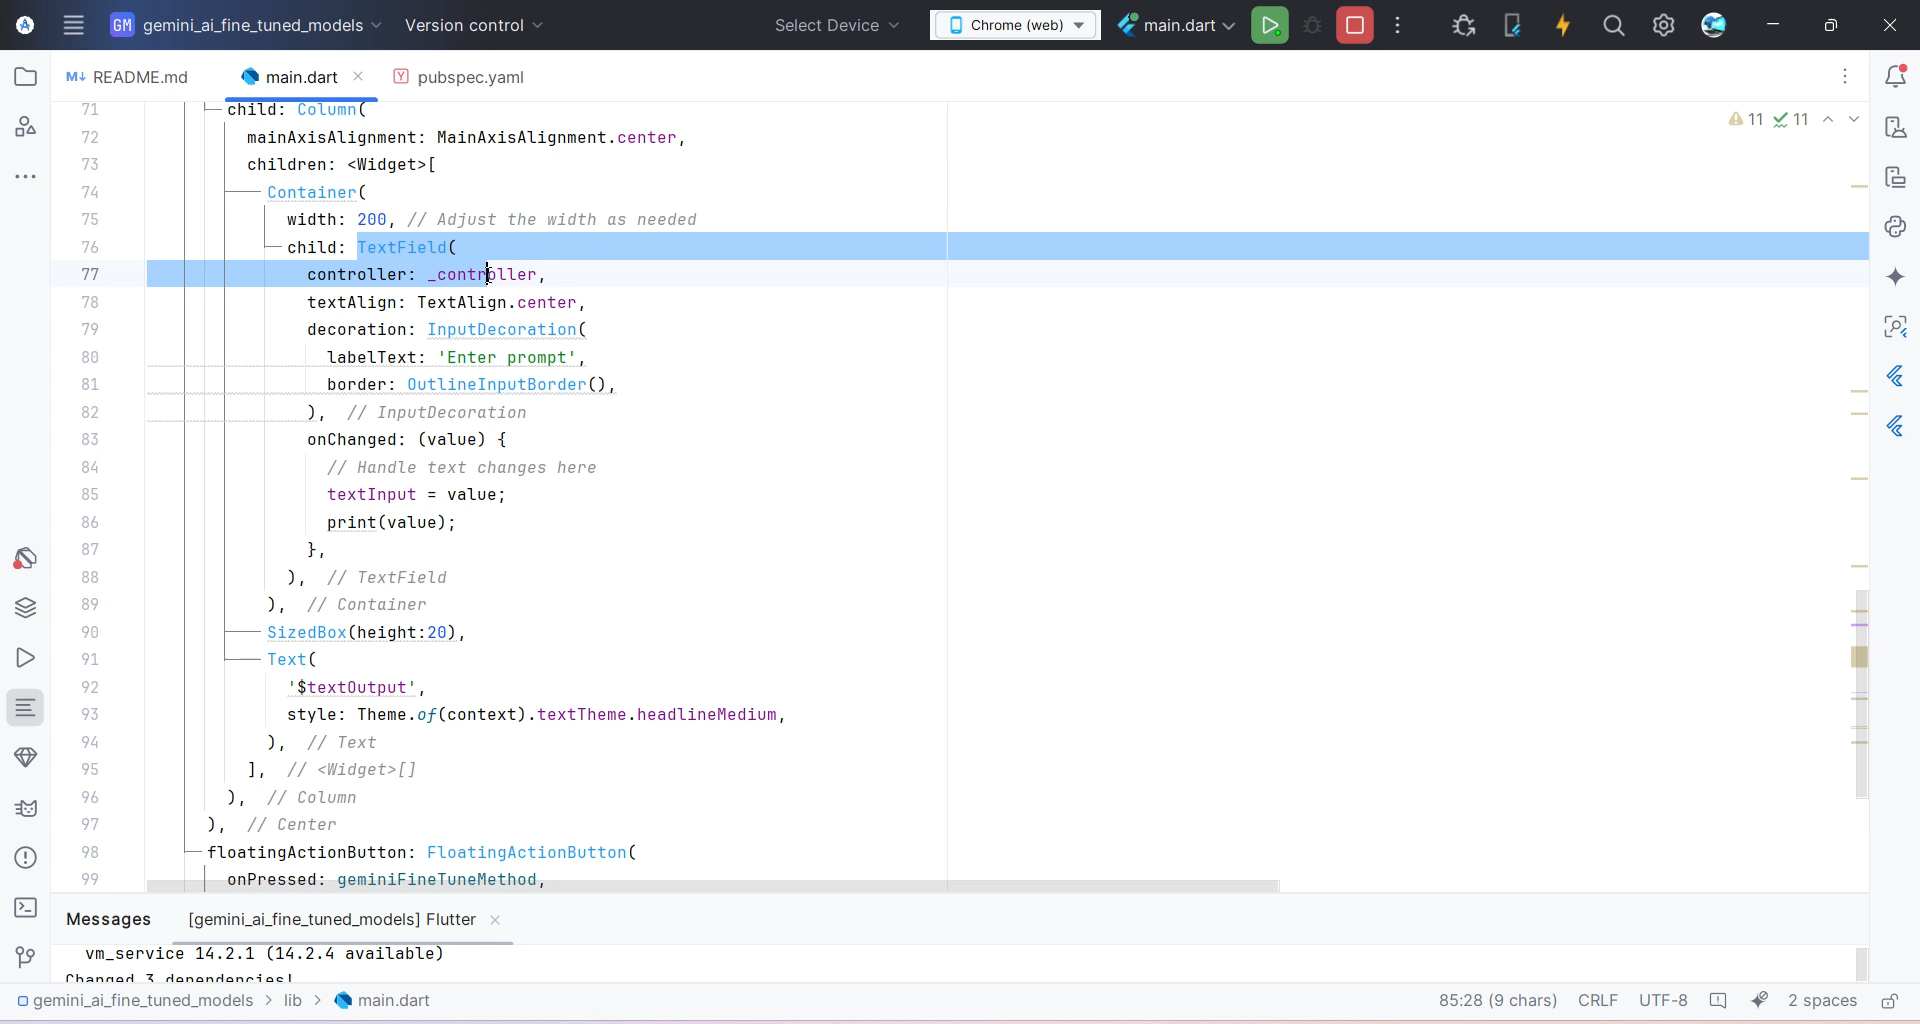 GM gemini_ai_fine_tuned_models Version control Select Device Chrome (web) main.dart
M↓ README.md main.dart pubspec.yaml
71 child: Column(
72 mainAxisAlignment: MainAxisAlignment.center,
73 children: <Widget>[
74 Container(
75 width: 200, // Adjust the width as needed
76 child: TextField(
77 controller: _controller,
78 textAlign: TextAlign.center,
79 decoration: InputDecoration(
80 labelText: 'Enter prompt',
81 border: OutlineInputBorder(),
82 ), // InputDecoration
83 onChanged: (value) {
84 // Handle text changes here
85 textInput = value;
86 print(value);
87 },
88 ), // TextField
89 ), // Container
90 SizedBox(height:20),
91 Text(
92 '$textOutput',
93 style: Theme.of(context).textTheme.headlineMedium,
94 ), // Text
95 ], // <Widget>[]
96 ), // Column
97 ), // Center
98 floatingActionButton: FloatingActionButton(
99 onPressed: geminiFineTuneMethod,
11 11
Messages [gemini_ai_fine_tuned_models] Flutter
vm_service 14.2.1 (14.2.4 available)
Changed 3 dependencies!
gemini_ai_fine_tuned_models > lib > main.dart 85:28 (9 chars) CRLF UTF-8 2 spaces